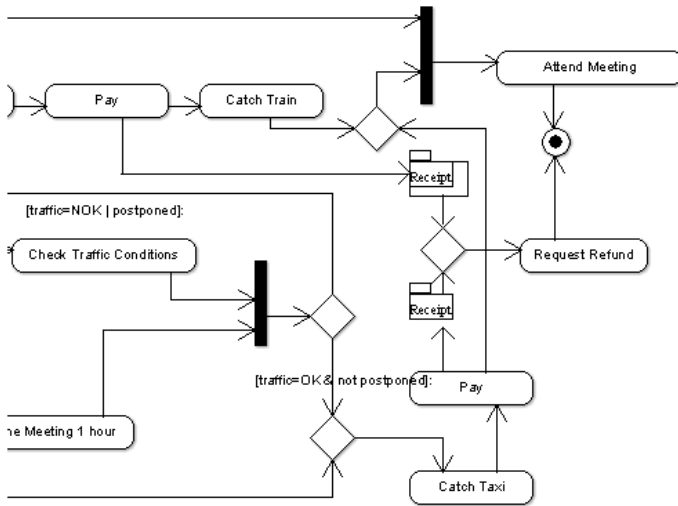 Attend Meeting
Pay
Catch Train
Receipt
[traffic=NOK | postponed]:
Check Traffic Conditions
Request Refund
Receipt
[traffic=OK & not postponed]:
Pay
ne Meeting 1 hour
Catch Taxi